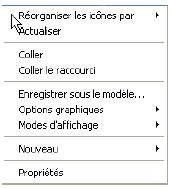 Réorganiser les icônes par
Actualiser
Coller
Coller le raccourci
Enregistrer sous le modèle...
Options graphiques
Modes d'affichage
Nouveau
Propriétés